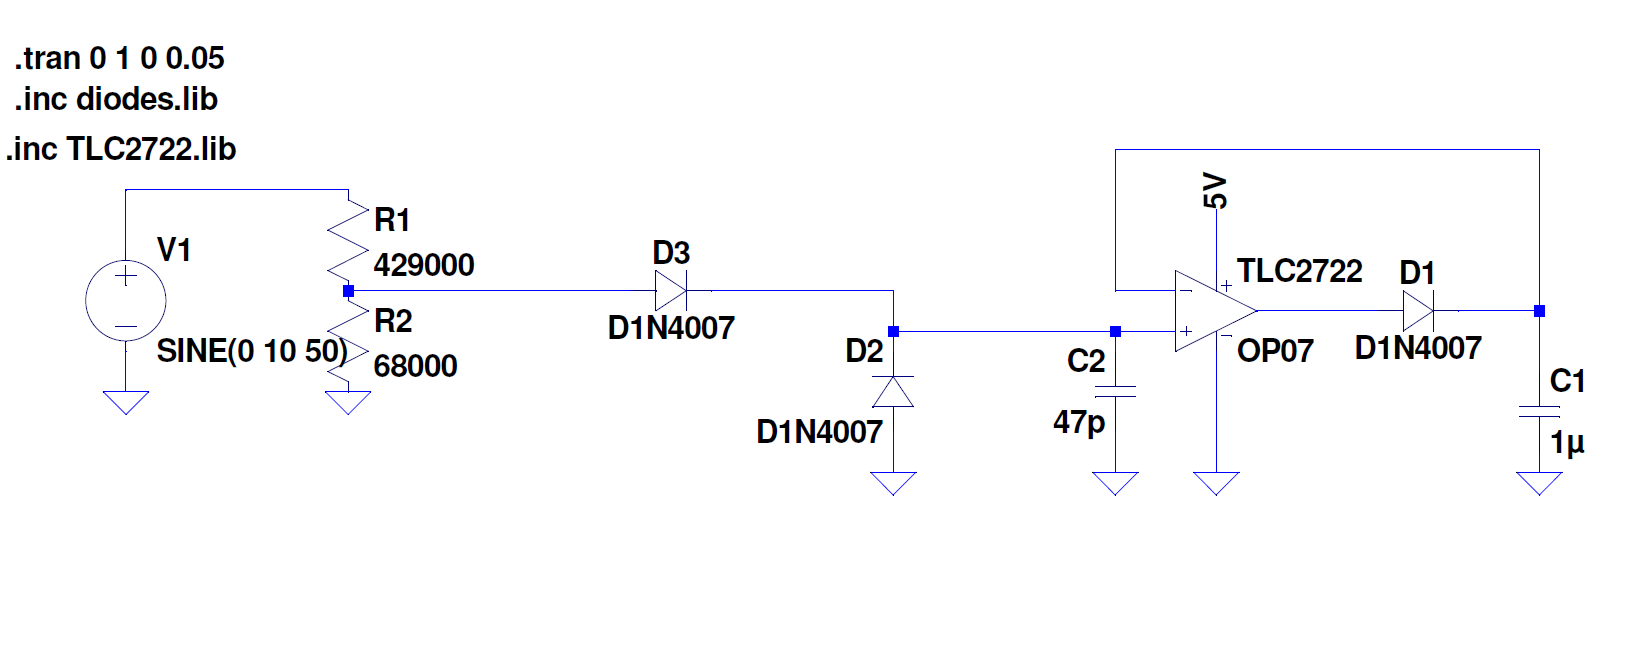 .tran 0 1 0 0.05
.inc diodes.lib
.inc TLC2722.lib
V1
SINE(0 10 50)
R1
429000
R2
68000
D3
D1N4007
D2
D1N4007
C2
47p
5V
TLC2722
OP07
D1
D1N4007
C1
1µ